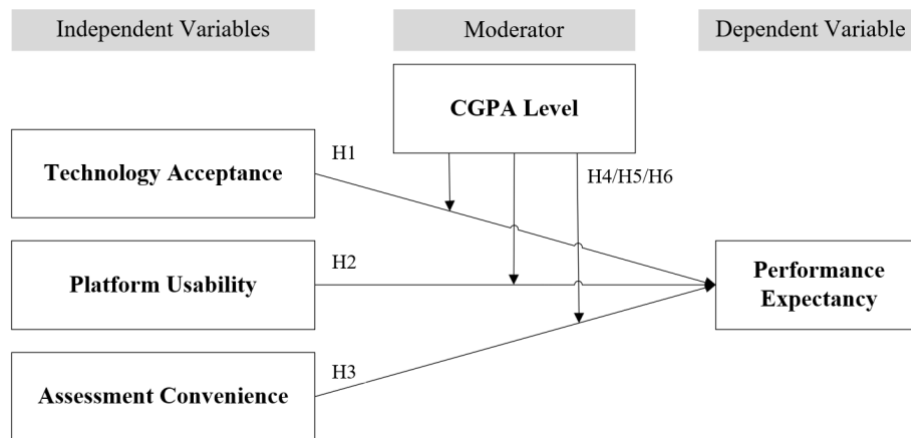 Independent Variables
Moderator
Dependent Variable
CGPA Level
H1
Technology Acceptance
H4/H5/H6
H2
Platform Usability
Performance
Expectancy
H3
Assessment Convenience